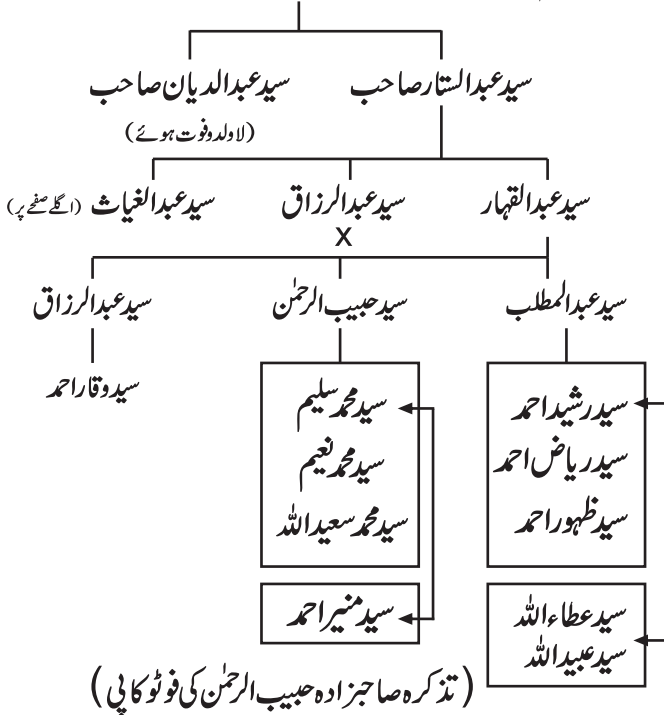 سید عبدالستار صاحب سید عبدالدیان صاحب
(لاولد وفوت ہوئے)
سید عبدالقہار سید عبدالرزاق سید عبدالغیاث (اگلے صفحے پر)
X
سید عبدالمطلب سید حبیب الرحمٰن سید عبدالرزاق
سید وقار احمد
سید رشید احمد
سید ریاض احمد
سید ظہور احمد
سید محمد سلیم
سید محمد نعیم
سید محمد سعید اللہ
سید عطاء اللہ
سید عبید اللہ
سید منیر احمد
(تذکرہ صاحبزادہ حبیب الرحمٰن کی فوٹو کاپی)